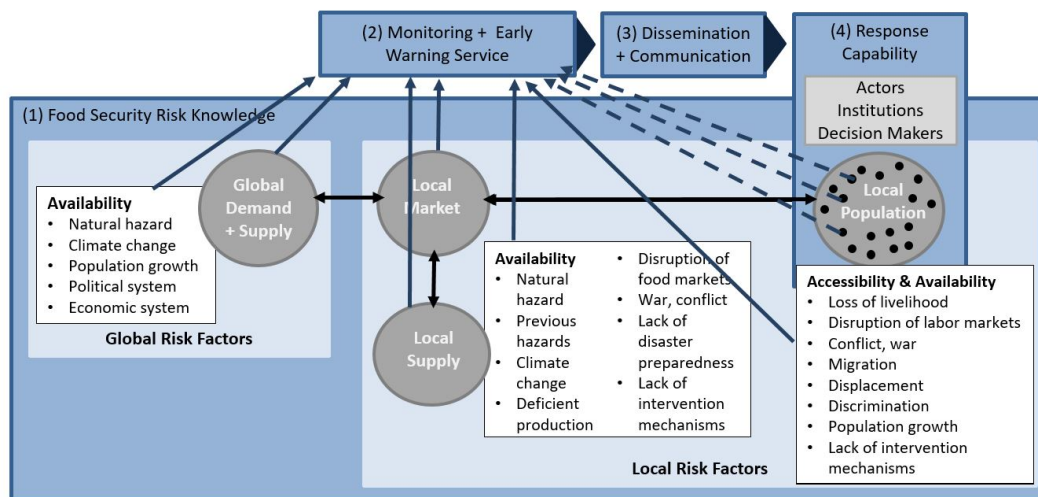 (2) Monitoring + Early
Warning Service
(3) Dissemination
+ Communication
(4) Response
Capability
Actors
Institutions
Decision Makers
(1) Food Security Risk Knowledge
Availability
• Natural hazard
• Climate change
• Population growth
• Political system
• Economic system
Global
Demand
+ Supply
Global Risk Factors
Local
Market
Local
Supply
Availability
• Natural
hazard
• Previous
hazards
• Climate
change
• Deficient
production
• Disruption of
food markets
• War, conflict
• Lack of
disaster
preparedness
• Lack of
intervention
mechanisms
Local
Population
Accessibility & Availability
• Loss of livelihood
• Disruption of labor markets
• Conflict, war
• Migration
• Displacement
• Discrimination
• Population growth
• Lack of intervention
mechanisms
Local Risk Factors